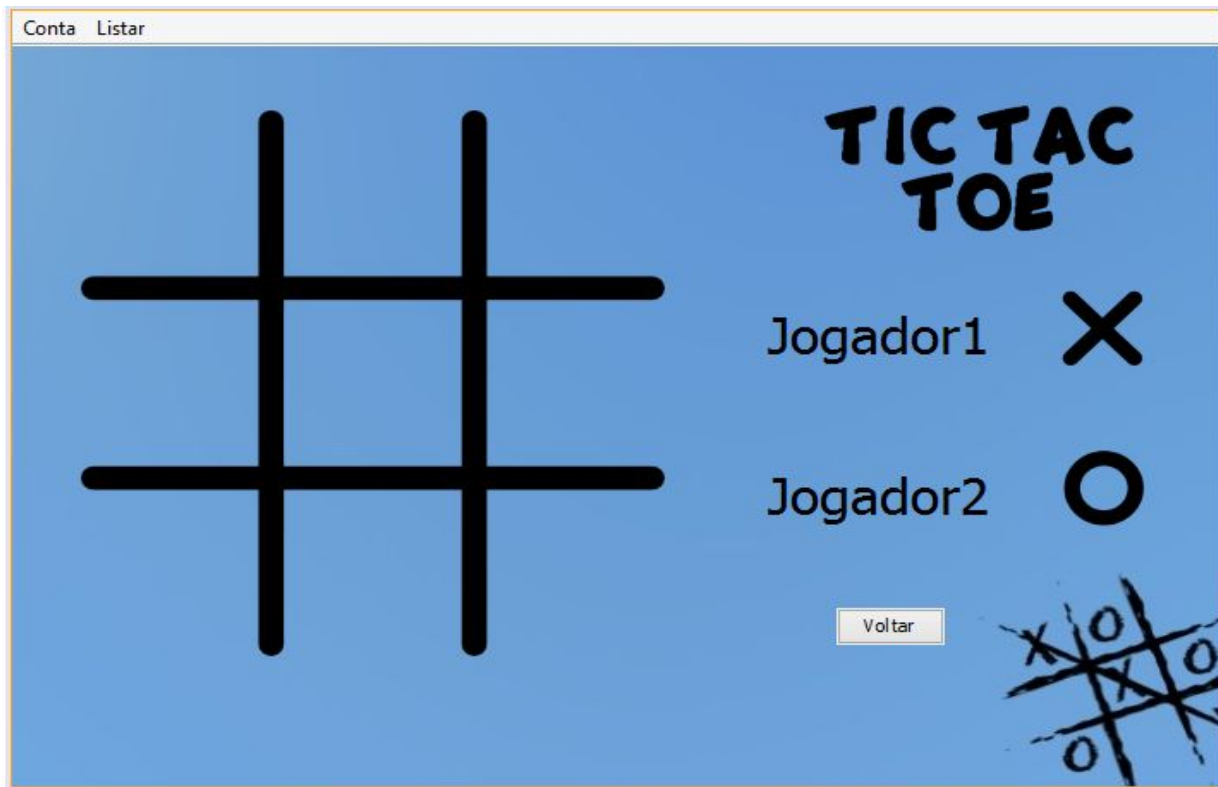 Conta Listar
TIC TAC
TOE
Jogador1 X
Jogador2 O
Voltar
X O
X O
O